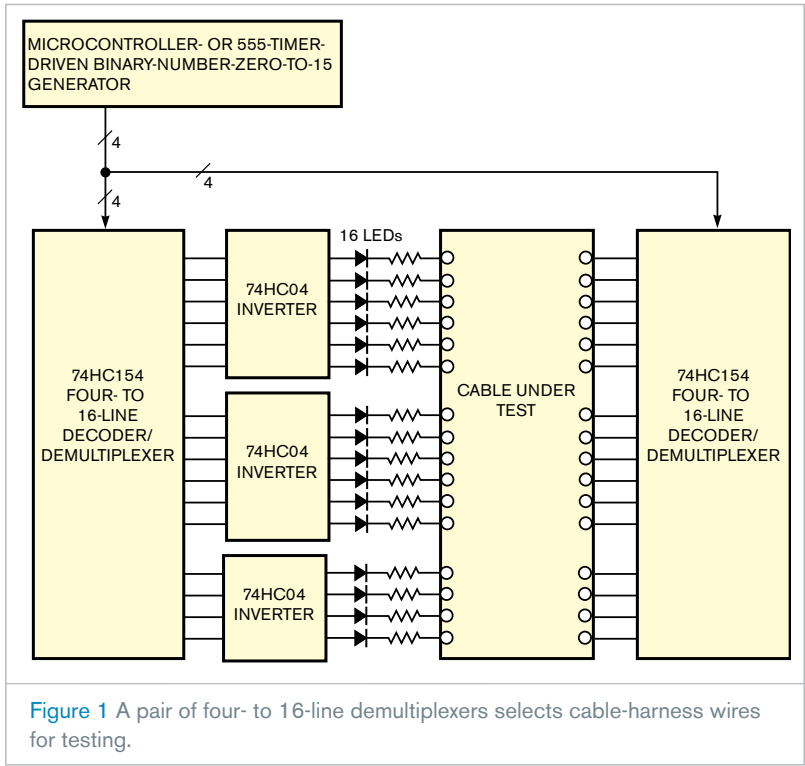 MICROCONTROLLER- OR 555-TIMER-
DRIVEN BINARY-NUMBER-ZERO-TO-15
GENERATOR
4
4
4
16 LEDs
74HC154
FOUR- TO
16-LINE
DECODER/
DEMULTIPLEXER
74HC04
INVERTER
74HC04
INVERTER
74HC04
INVERTER
CABLE UNDER
TEST
74HC154
FOUR- TO
16-LINE
DECODER/
DEMULTIPLEXER
Figure 1 A pair of four- to 16-line demultiplexers selects cable-harness wires
for testing.